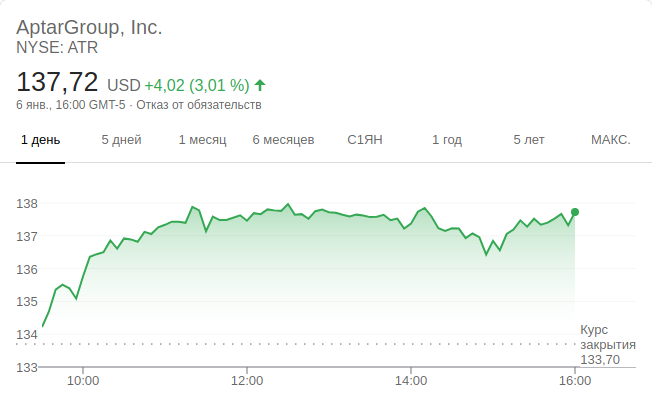 AptarGroup, Inc.
NYSE: ATR
137,72 USD +4,02 (3,01 %)
6 янв., 16:00 GMT-5 · Отказ от обязательств
1 день 5 дней 1 месяц 6 месяцев С1ЯН 1 год 5 лет МАКС.
138
137
136
135
134
133
Курс
закрытия
133,70
10:00 12:00 14:00 16:00